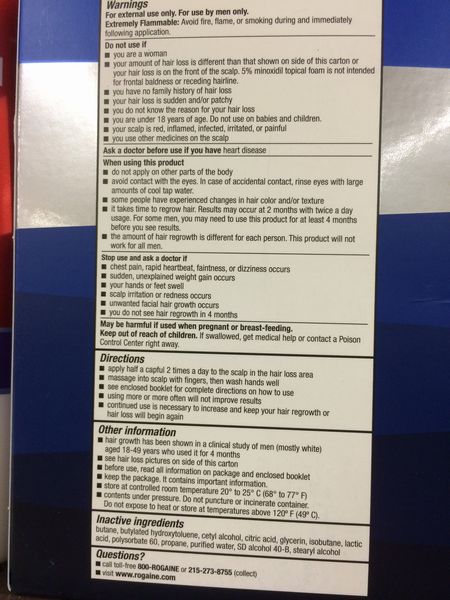 Warnings
For external use only. For use by men only.
Extremely Flammable: Avoid fire, flame, or smoking during and immediately
following application.
Do not use if
■ you are a woman
■ your amount of hair loss is different than that shown on side of this carton or
your hair loss is on the front of the scalp. 5% minoxidil topical foam is not intended
for frontal baldness or receding hairline.
■ you have no family history of hair loss
■ your hair loss is sudden and/or patchy
■ you do not know the reason for your hair loss
■ you are under 18 years of age. Do not use on babies and children.
■ your scalp is red, inflamed, infected, irritated, or painful
■ you use other medicines on the scalp
Ask a doctor before use if you have heart disease
When using this product
■ do not apply on other parts of the body
■ avoid contact with the eyes. In case of accidental contact, rinse eyes with large
amounts of cool tap water.
■ some people have experienced changes in hair color and/or texture
■ it takes time to regrow hair. Results may occur at 2 months with twice a day
usage. For some men, you may need to use this product for at least 4 months
before you see results.
■ the amount of hair regrowth is different for each person. This product will not
work for all men.
Stop use and ask a doctor if
■ chest pain, rapid heartbeat, faintness, or dizziness occurs
■ sudden, unexplained weight gain occurs
■ your hands or feet swell
■ scalp irritation or redness occurs
■ unwanted facial hair growth occurs
■ you do not see hair regrowth in 4 months
May be harmful if used when pregnant or breast-feeding.
Keep out of reach of children. If swallowed, get medical help or contact a Poison
Control Center right away.
Directions
■ apply half a capful 2 times a day to the scalp in the hair loss area
■ massage into scalp with fingers, then wash hands well
■ see enclosed booklet for complete directions on how to use
■ using more or more often will not improve results
■ continued use is necessary to increase and keep your hair regrowth or
hair loss will begin again
Other information
■ hair growth has been shown in a clinical study of men (mostly white)
aged 18-49 years who used it for 4 months
■ see hair loss pictures on side of this carton
■ before use, read all information on package and enclosed booklet
■ keep the package. It contains important information.
■ store at controlled room temperature 20° to 25° C (68° to 77° F)
■ contents under pressure. Do not puncture or incinerate container.
Do not expose to heat or store at temperatures above 120° F (49° C).
Inactive ingredients
butane, butylated hydroxytoluene, cetyl alcohol, citric acid, glycerin, isobutane, lactic
acid, polysorbate 60, propane, purified water, SD alcohol 40-B, stearyl alcohol
Questions?
■ call toll-free 800-ROGAINE or 215-273-8755 (collect)
■ visit www.rogaine.com